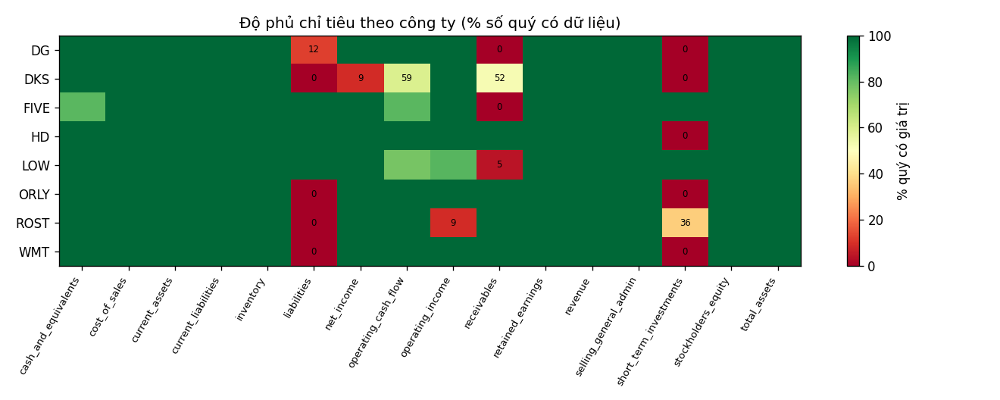 Độ phủ chỉ tiêu theo công ty (% số quý có dữ liệu)
DG 12 0 0
DKS 0 9 59 52 0
FIVE 0
HD 0
LOW 5
ORLY 0 0
ROST 0 9 36
WMT 0 0
cash_and_equivalents
cost_of_sales
current_assets
current_liabilities
inventory
liabilities
net_income
operating_cash_flow
operating_income
receivables
retained_earnings
revenue
selling_general_admin
short_term_investments
stockholders_equity
total_assets
100
80
60
40
20
0
% quý có giá trị